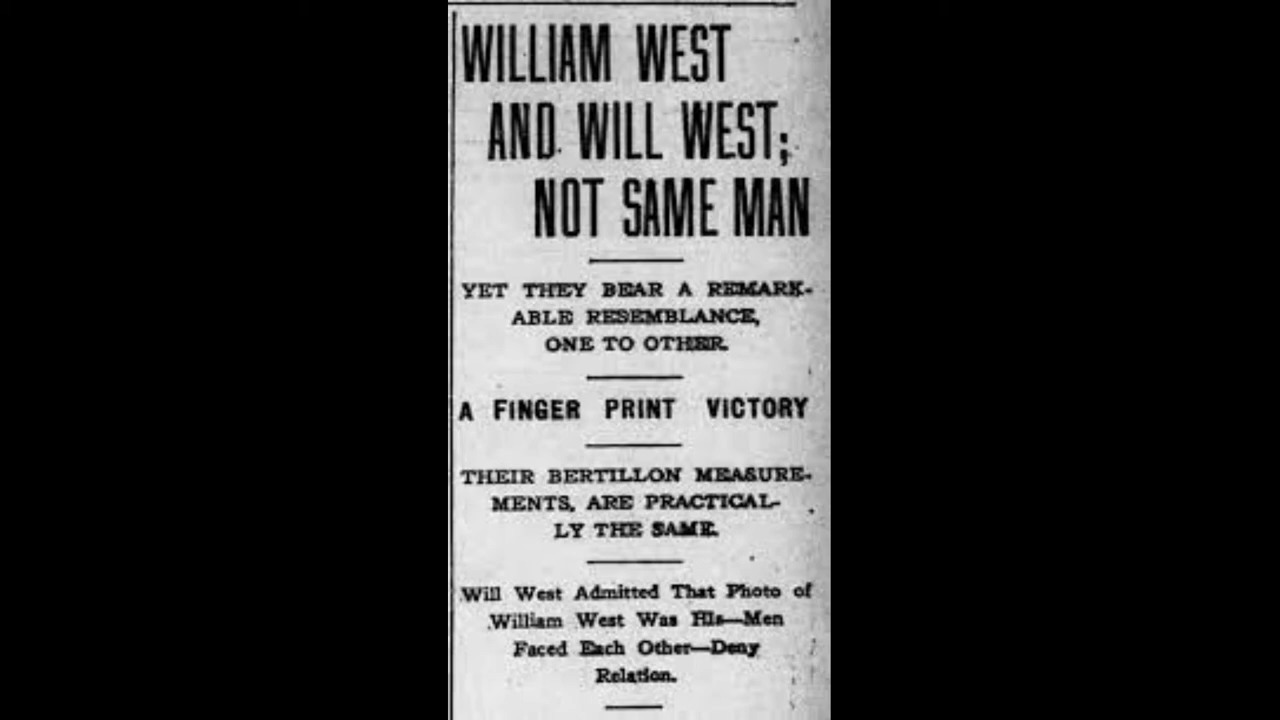 WILLIAM WEST
AND WILL WEST;
NOT SAME MAN
YET THEY BEAR A REMARK-
ABLE RESEMBLANCE,
ONE TO OTHER.
A FINGER PRINT VICTORY
THEIR BERTILLON MEASURE-
MENTS, ARE PRACTICAL-
LY THE SAME.
Will West Admitted That Photo of
William West Was His—Men
Faced Each Other—Deny
Relation.